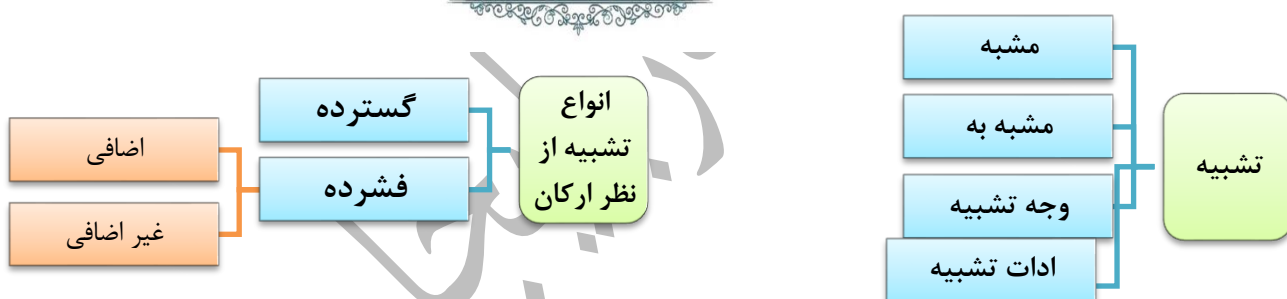 تشبیه
مشبه
مشبه به
وجه تشبیه
ادات تشبیه
انواع
تشبیه از
نظر ارکان
گسترده
فشرده
اضافی
غیر اضافی